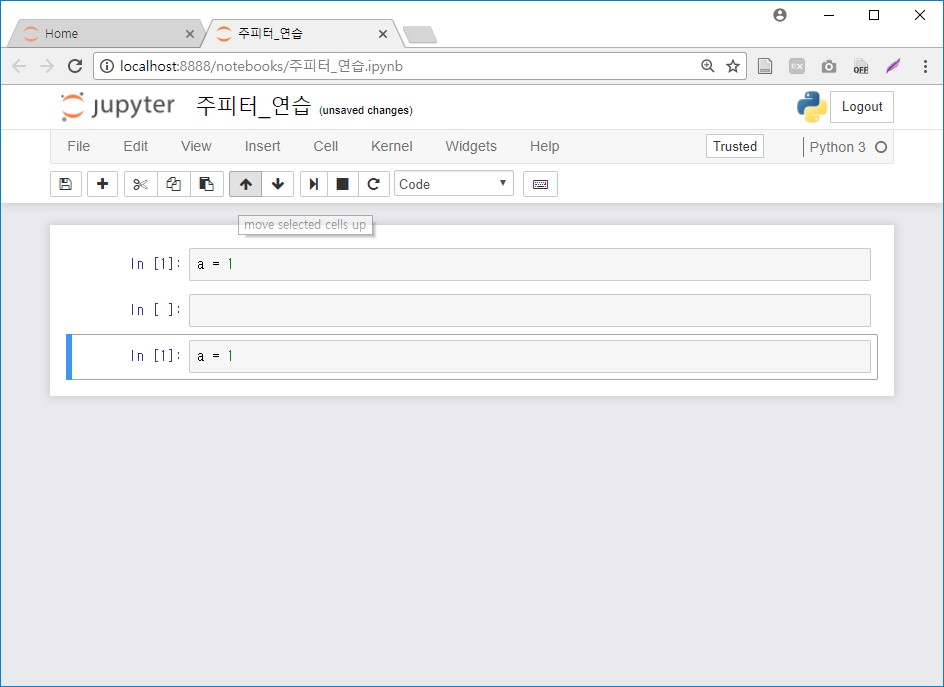 Home
주피터_연습
localhost:8888/notebooks/주피터_연습.ipynb
OFF
jupyter 주피터_연습 (unsaved changes) Logout
File Edit View Insert Cell Kernel Widgets Help Trusted Python 3
Code
move selected cells up
In [1]: a = 1
In [ ]:
In [1]: a = 1